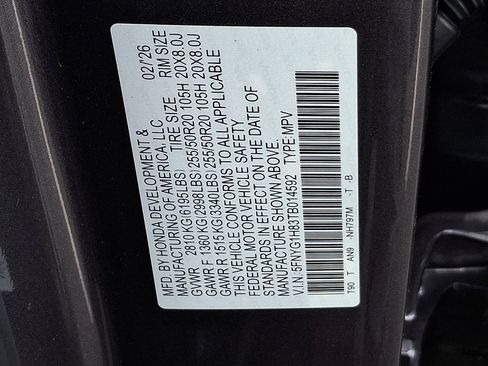 MFD. BY HONDA DEVELOPMENT & 02/'26
MANUFACTURING OF AMERICA, LLC
TIRE SIZE RIM SIZE
GVWR 2810 KG(6195LBS)
GAWR F 1360 KG(2998LBS) 255/50R20 105H 20X8.0J
GAWR R 1515 KG(3340LBS) 255/50R20 105H 20X8.0J
THIS VEHICLE CONFORMS TO ALL APPLICABLE
FEDERAL MOTOR VEHICLE SAFETY
STANDARDS IN EFFECT ON THE DATE OF
MANUFACTURE SHOWN ABOVE.
V.I.N: 5FNYG1H83TB014592 TYPE: MPV
T90 T AN9 -NH797M -T -B